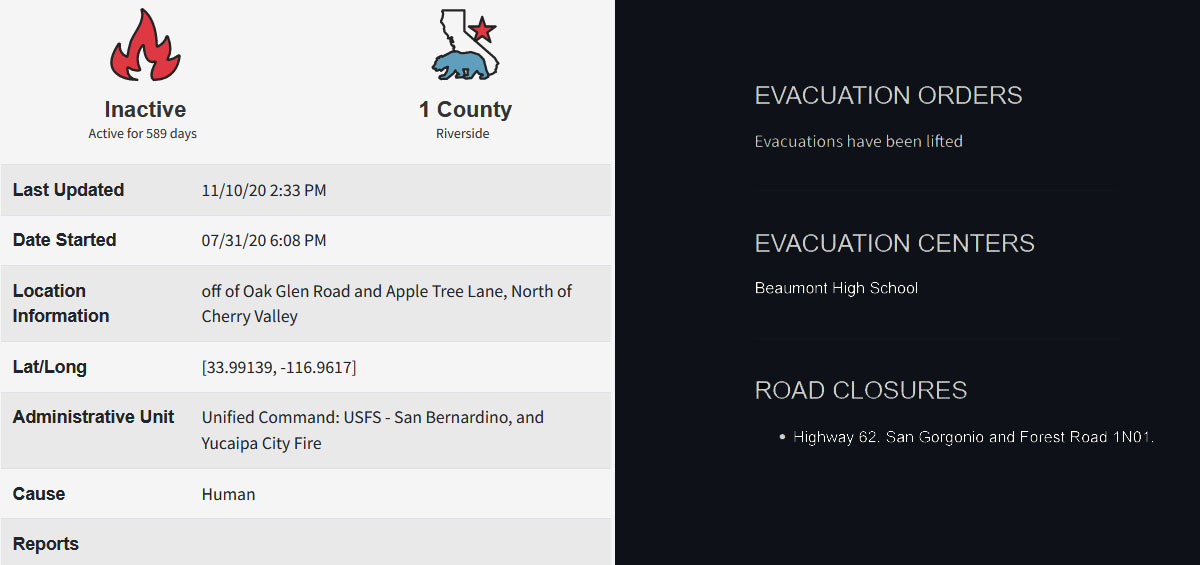 Inactive
Active for 589 days
1 County
Riverside
Last Updated 11/10/20 2:33 PM
Date Started 07/31/20 6:08 PM
Location
Information
off of Oak Glen Road and Apple Tree Lane, North of
Cherry Valley
Lat/Long [33.99139, -116.9617]
Administrative Unit Unified Command: USFS - San Bernardino, and
Yucaipa City Fire
Cause Human
Reports
EVACUATION ORDERS
Evacuations have been lifted
EVACUATION CENTERS
Beaumont High School
ROAD CLOSURES
• Highway 62. San Gorgonio and Forest Road 1N01.